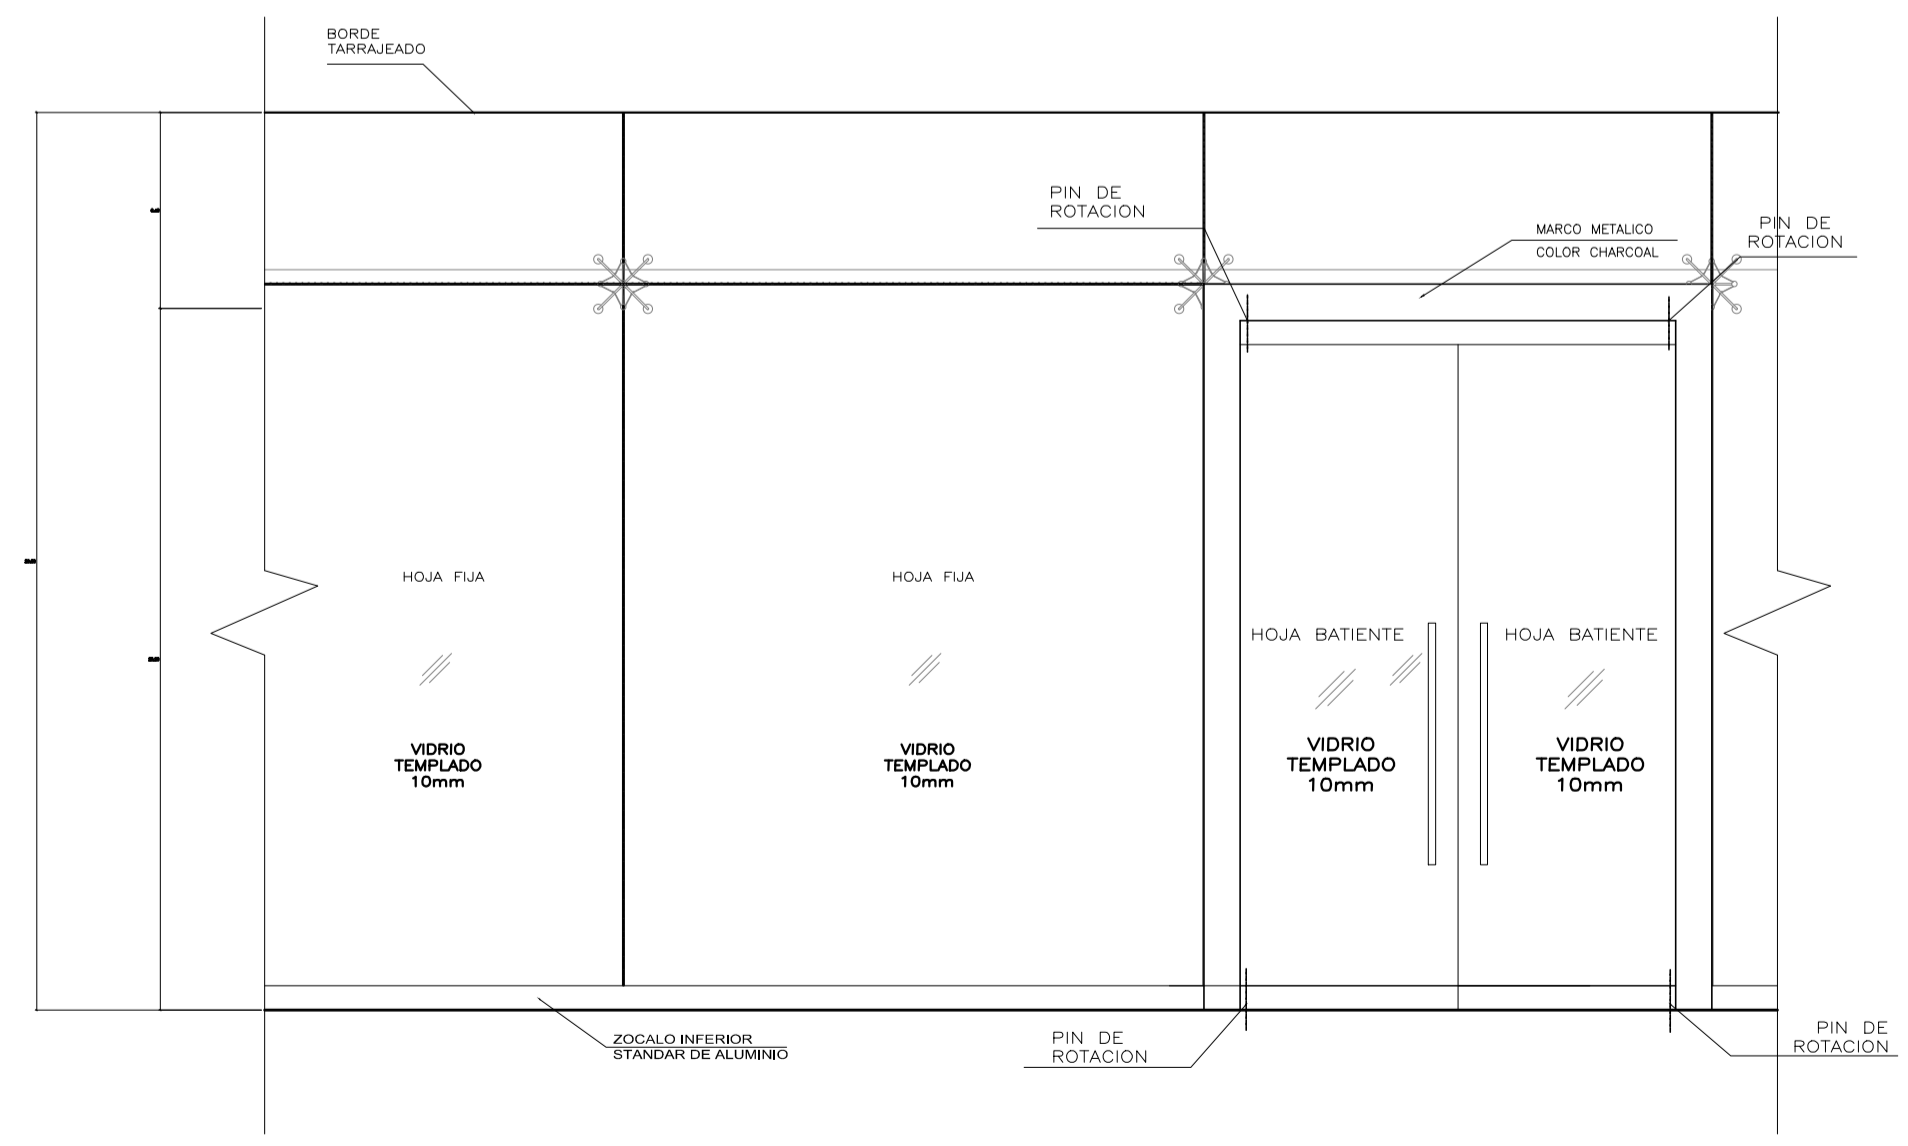 BORDE
TARRAJEADO
PIN DE
ROTACION
MARCO METALICO
COLOR CHARCOAL
PIN DE
ROTACION
HOJA FIJA
HOJA FIJA
HOJA BATIENTE
HOJA BATIENTE
VIDRIO
TEMPLADO
10mm
VIDRIO
TEMPLADO
10mm
VIDRIO
TEMPLADO
10mm
VIDRIO
TEMPLADO
10mm
ZOCALO INFERIOR
STANDAR DE ALUMINIO
PIN DE
ROTACION
PIN DE
ROTACION